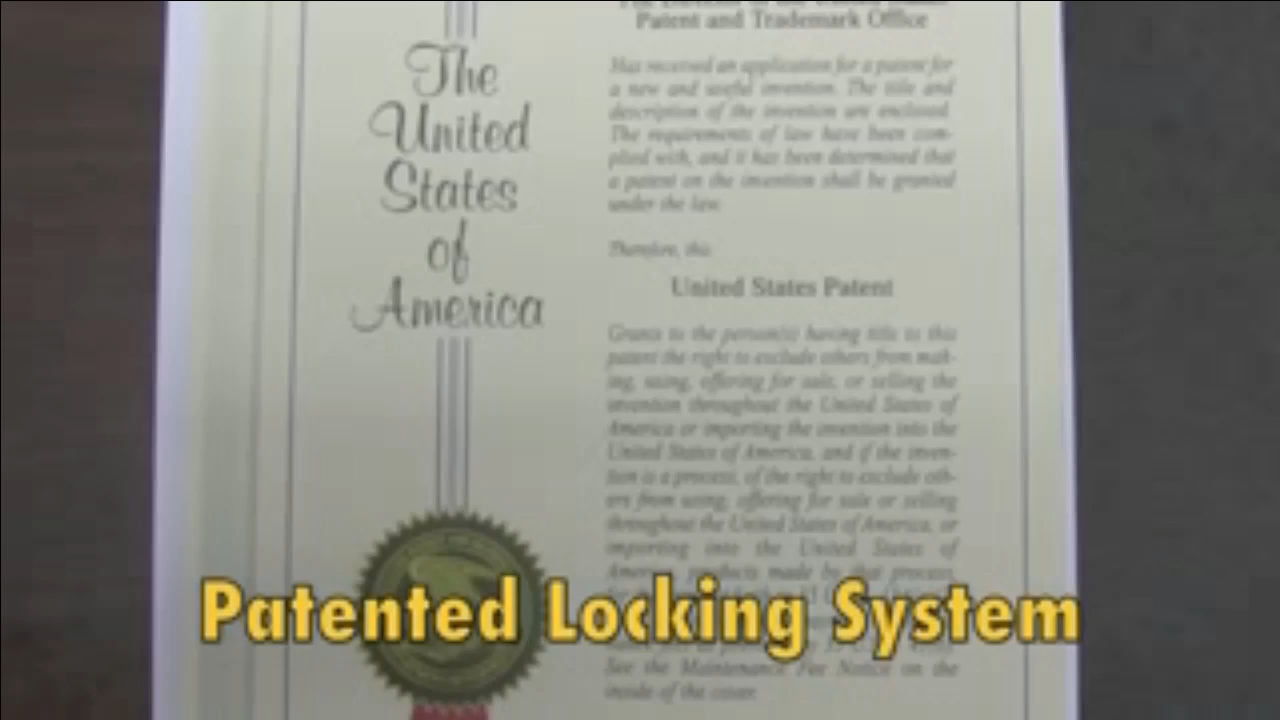 Patent and Trademark Office
The
United
States
of
America
Has received an application for a patent for
a new and useful invention. The title and
description of the invention are enclosed.
The requirements of law have been com-
plied with, and it has been determined that
a patent on the invention shall be granted
under the law.
Therefore, this
United States Patent
Grants to the person(s) having title to this
patent the right to exclude others from mak-
ing, using, offering for sale, or selling the
invention throughout the United States of
America or importing the invention into the
United States of America, and if the inven-
tion is a process, of the right to exclude oth-
ers from using, offering for sale or selling
throughout the United States of America, or
importing into the United States of
America, products made by that process,
Patented Locking System
See the Maintenance Fee Notice on the
inside of the cover.